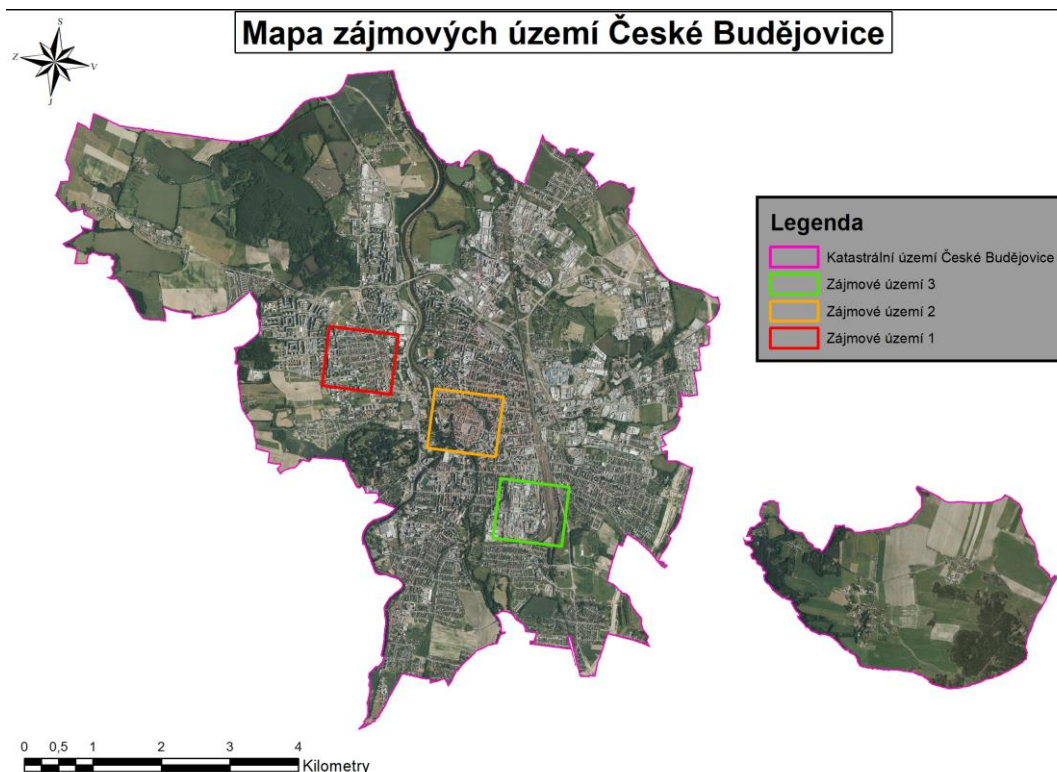 Mapa zájmových území České Budějovice
S
Z
V
J
Legenda
Katastrální území České Budějovice
Zájmové území 3
Zájmové území 2
Zájmové území 1
0 0,5 1 2 3 4
Kilometry